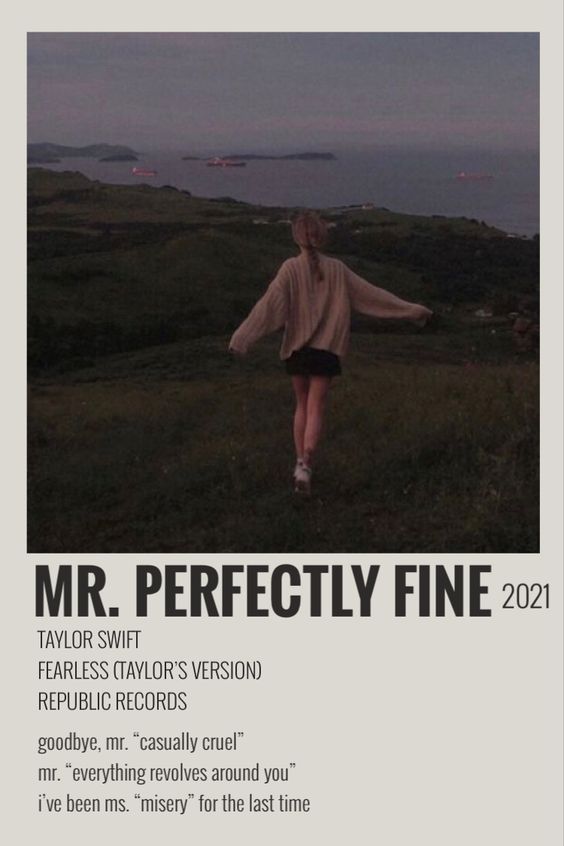 MR. PERFECTLY FINE 2021
TAYLOR SWIFT
FEARLESS (TAYLOR'S VERSION)
REPUBLIC RECORDS
goodbye, mr. “casually cruel”
mr. “everything revolves around you”
i've been ms. “misery” for the last time